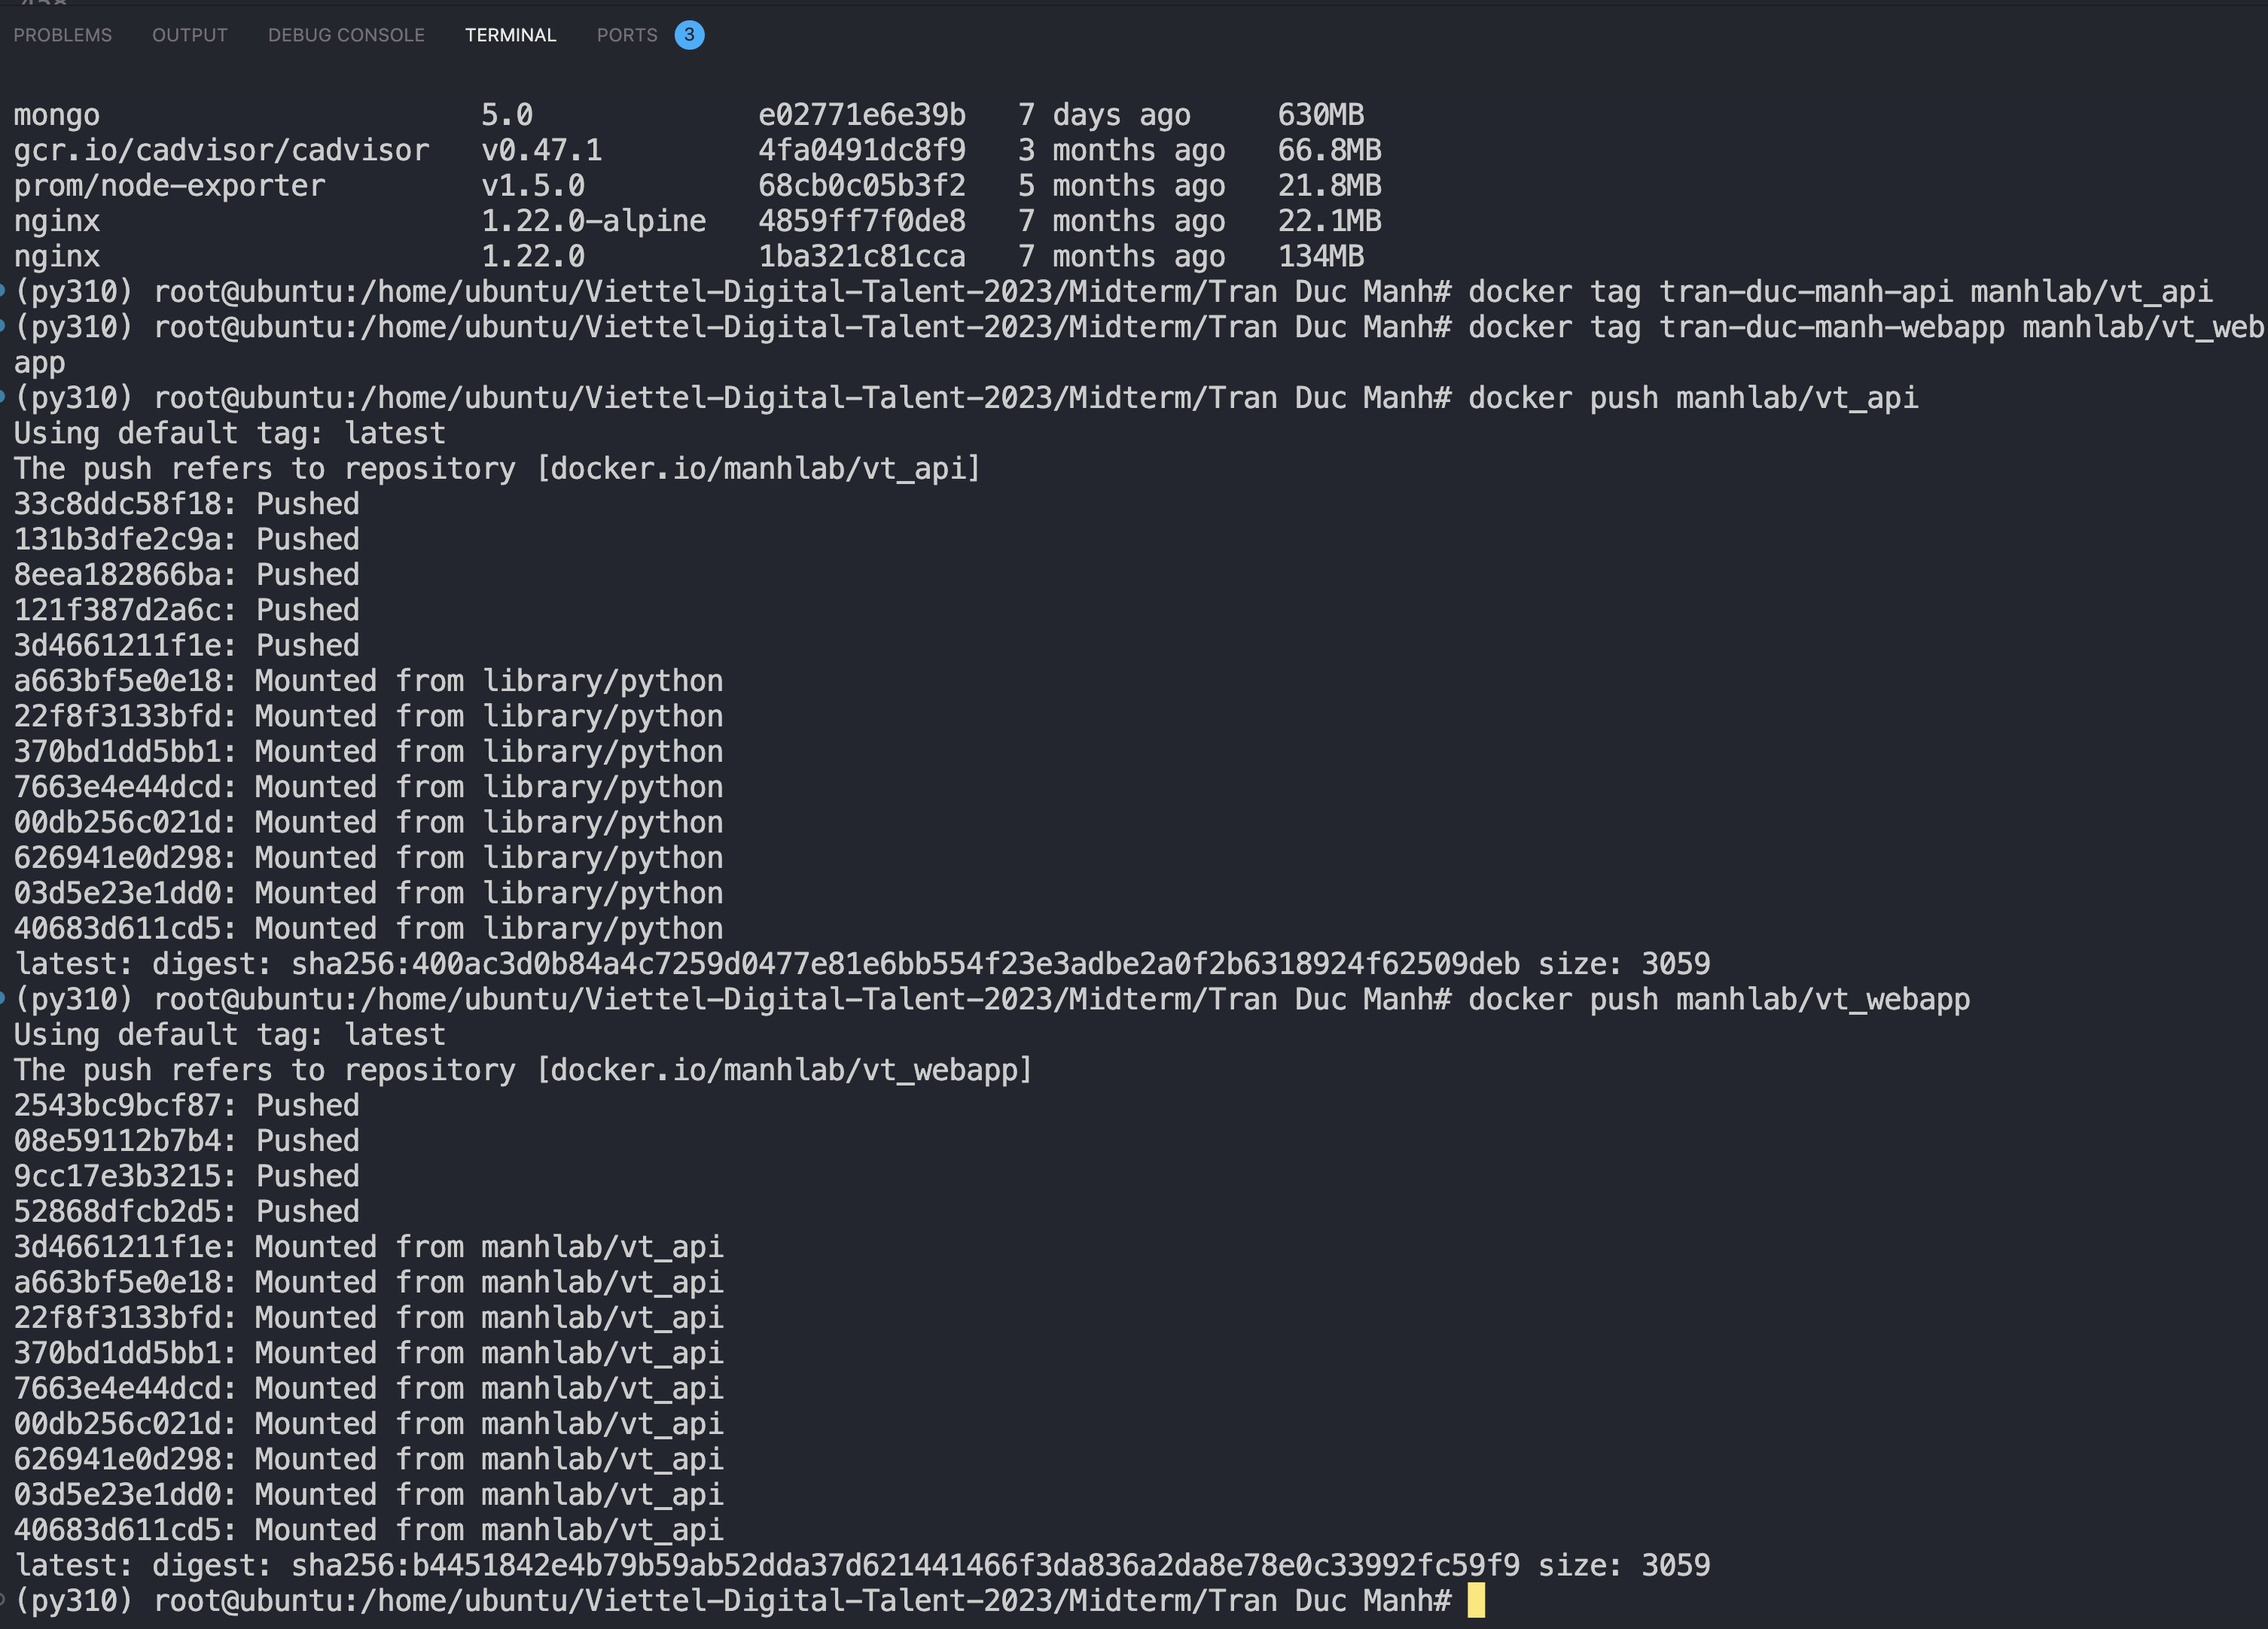 PROBLEMS OUTPUT DEBUG CONSOLE TERMINAL PORTS 3
mongo 5.0 e02771e6e39b 7 days ago 630MB
gcr.io/cadvisor/cadvisor v0.47.1 4fa0491dc8f9 3 months ago 66.8MB
prom/node-exporter v1.5.0 68cb0c05b3f2 5 months ago 21.8MB
nginx 1.22.0-alpine 4859ff7f0de8 7 months ago 22.1MB
nginx 1.22.0 1ba321c81cca 7 months ago 134MB
(py310) root@ubuntu:/home/ubuntu/Viettel-Digital-Talent-2023/Midterm/Tran Duc Manh# docker tag tran-duc-manh-api manhlab/vt_api
(py310) root@ubuntu:/home/ubuntu/Viettel-Digital-Talent-2023/Midterm/Tran Duc Manh# docker tag tran-duc-manh-webapp manhlab/vt_web
app
(py310) root@ubuntu:/home/ubuntu/Viettel-Digital-Talent-2023/Midterm/Tran Duc Manh# docker push manhlab/vt_api
Using default tag: latest
The push refers to repository [docker.io/manhlab/vt_api]
33c8ddc58f18: Pushed
131b3dfe2c9a: Pushed
8eea182866ba: Pushed
121f387d2a6c: Pushed
3d4661211f1e: Pushed
a663bf5e0e18: Mounted from library/python
22f8f3133bfd: Mounted from library/python
370bd1dd5bb1: Mounted from library/python
7663e4e44dcd: Mounted from library/python
00db256c021d: Mounted from library/python
626941e0d298: Mounted from library/python
03d5e23e1dd0: Mounted from library/python
40683d611cd5: Mounted from library/python
latest: digest: sha256:400ac3d0b84a4c7259d0477e81e6bb554f23e3adbe2a0f2b6318924f62509deb size: 3059
(py310) root@ubuntu:/home/ubuntu/Viettel-Digital-Talent-2023/Midterm/Tran Duc Manh# docker push manhlab/vt_webapp
Using default tag: latest
The push refers to repository [docker.io/manhlab/vt_webapp]
2543bc9bcf87: Pushed
08e59112b7b4: Pushed
9cc17e3b3215: Pushed
52868dfcb2d5: Pushed
3d4661211f1e: Mounted from manhlab/vt_api
a663bf5e0e18: Mounted from manhlab/vt_api
22f8f3133bfd: Mounted from manhlab/vt_api
370bd1dd5bb1: Mounted from manhlab/vt_api
7663e4e44dcd: Mounted from manhlab/vt_api
00db256c021d: Mounted from manhlab/vt_api
626941e0d298: Mounted from manhlab/vt_api
03d5e23e1dd0: Mounted from manhlab/vt_api
40683d611cd5: Mounted from manhlab/vt_api
latest: digest: sha256:b4451842e4b79b59ab52dda37d621441466f3da836a2da8e78e0c33992fc59f9 size: 3059
(py310) root@ubuntu:/home/ubuntu/Viettel-Digital-Talent-2023/Midterm/Tran Duc Manh#